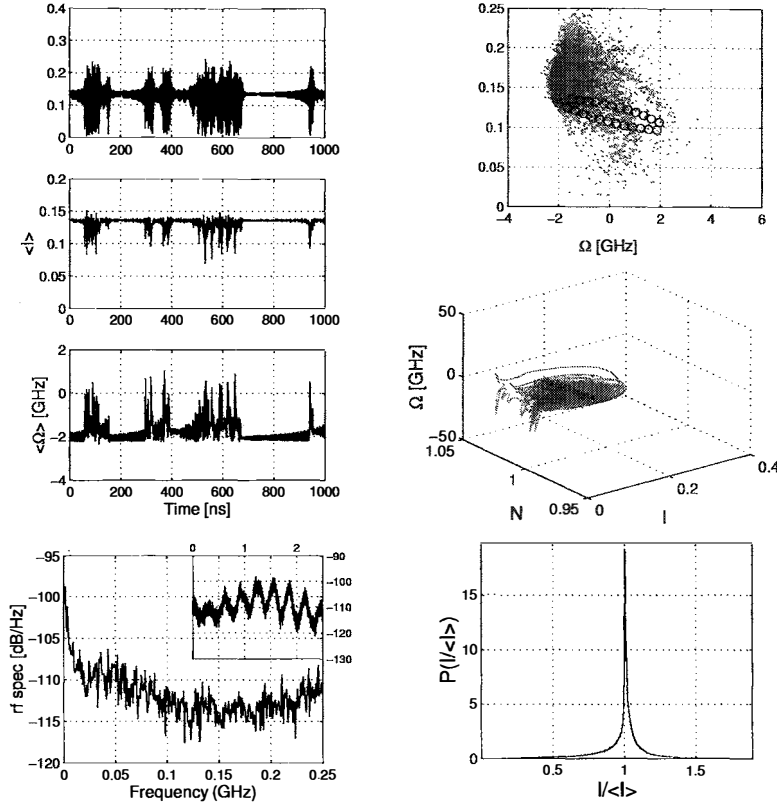 0.4
0.3
0.2
0.1
0
0 200 400 600 800 1000
0.2
0.15
0.1
0.05
0
<I>
0 200 400 600 800 1000
2
0
−2
−4
<Ω> [GHz]
0 200 400 600 800 1000
Time [ns]
0.25
0.2
0.15
0.1
0.05
0
−4 −2 0 2 4 6
Ω [GHz]
50
0
−50
Ω [GHz]
1.05
1
0.95
N
0
0.2
0.4
I
−95
−100
−105
−110
−115
−120
rf spec [dB/Hz]
0 0.05 0.1 0.15 0.2 0.25
Frequency (GHz)
0 1 2
−90
−100
−110
−120
−130
15
10
5
P(I/<I>)
0.5 1 1.5
I/<I>